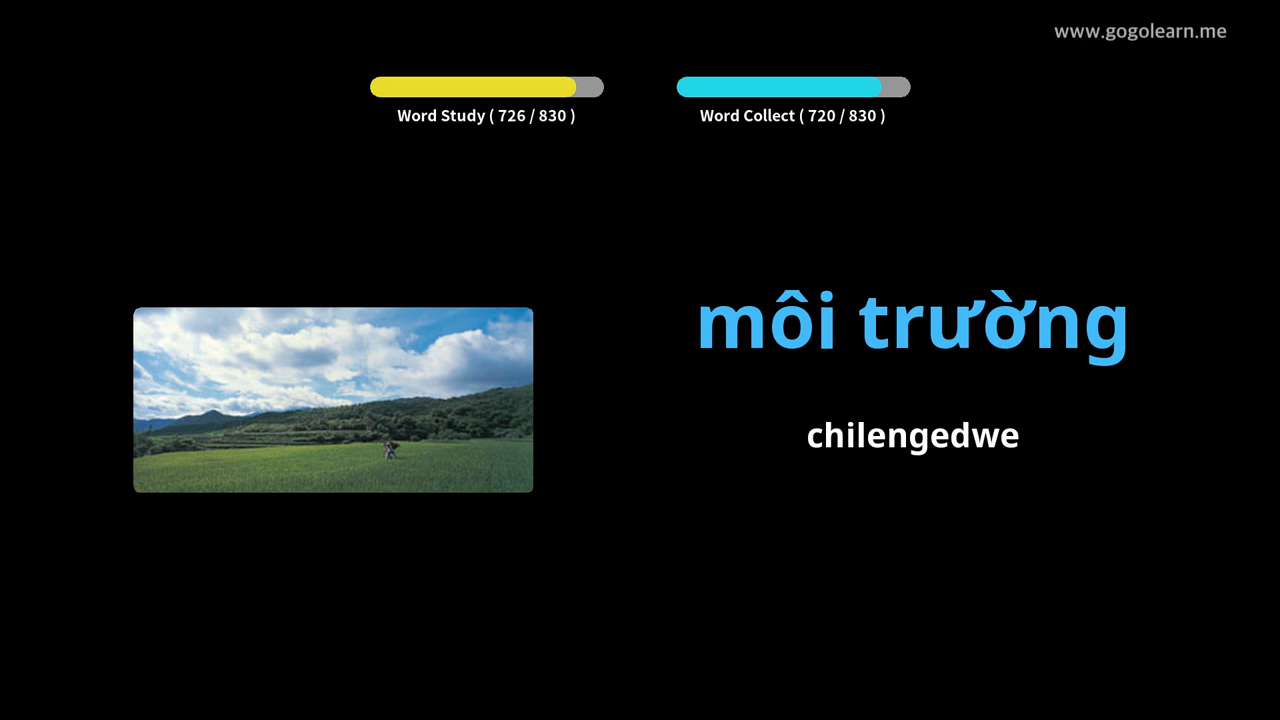 www.gogolearn.me
Word Study ( 726 / 830 )
Word Collect ( 720 / 830 )
môi trường
chilengedwe